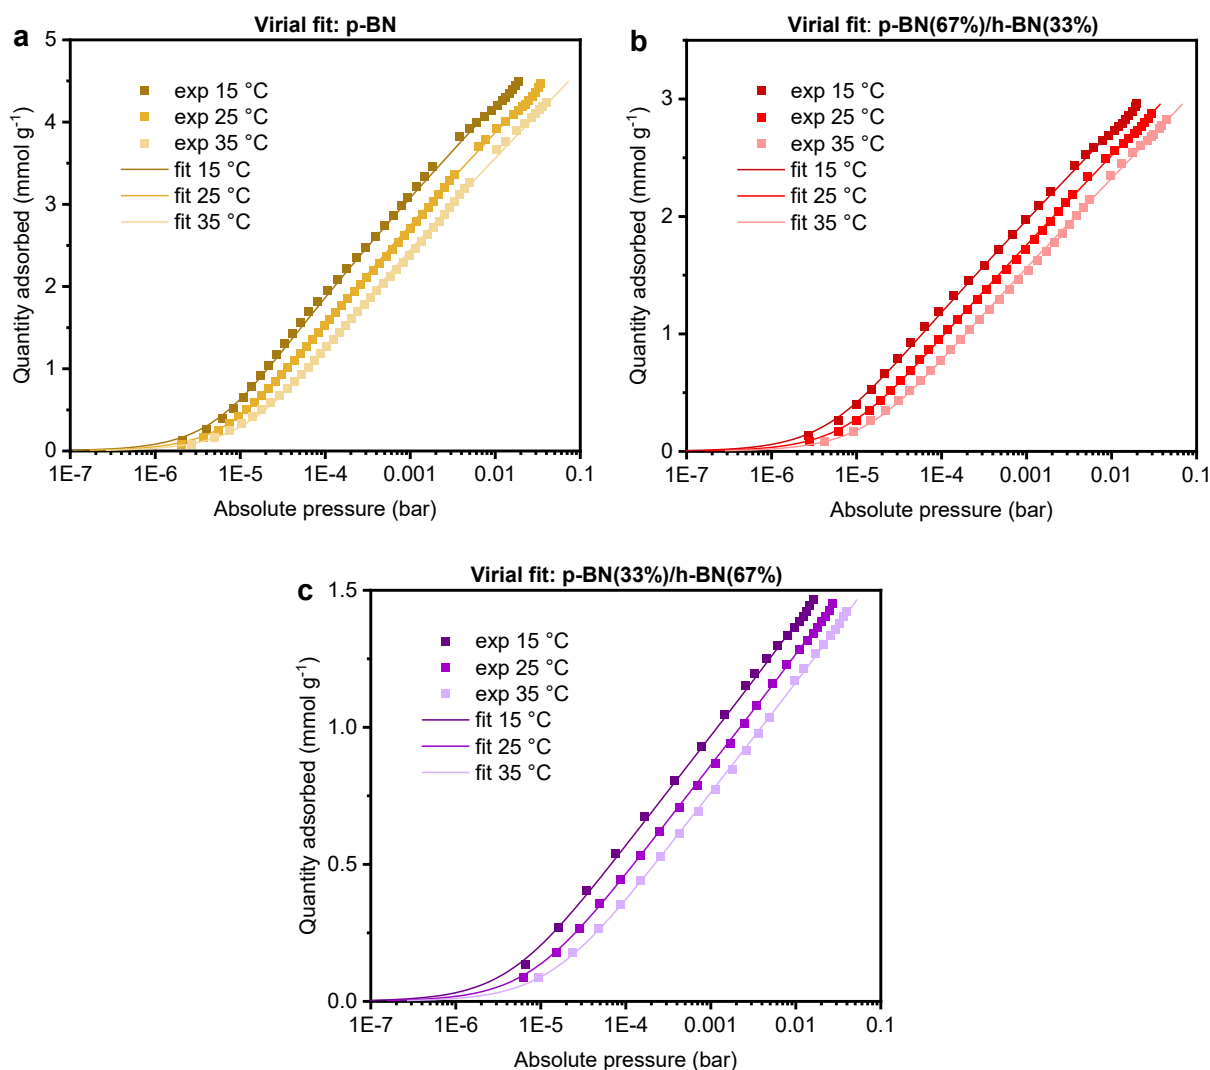 a
Virial fit: p-BN
5
4
3
2
1
0
exp 15 °C
exp 25 °C
exp 35 °C
fit 15 °C
fit 25 °C
fit 35 °C
Quantity adsorbed (mmol g⁻¹)
1E-7 1E-6 1E-5 1E-4 0.001 0.01 0.1
Absolute pressure (bar)
b
Virial fit: p-BN(67%)/h-BN(33%)
3
2
1
0
exp 15 °C
exp 25 °C
exp 35 °C
fit 15 °C
fit 25 °C
fit 35 °C
Quantity adsorbed (mmol g⁻¹)
1E-7 1E-6 1E-5 1E-4 0.001 0.01 0.1
Absolute pressure (bar)
c
Virial fit: p-BN(33%)/h-BN(67%)
1.5
1.0
0.5
0.0
exp 15 °C
exp 25 °C
exp 35 °C
fit 15 °C
fit 25 °C
fit 35 °C
Quantity adsorbed (mmol g⁻¹)
1E-7 1E-6 1E-5 1E-4 0.001 0.01 0.1
Absolute pressure (bar)